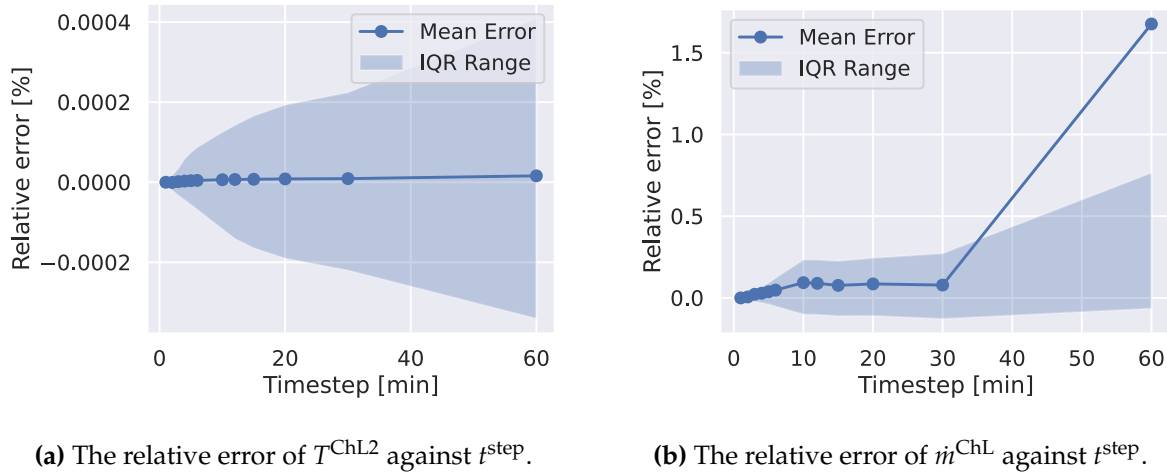 0.0004
0.0002
0.0000
−0.0002
Relative error [%]
Mean Error
IQR Range
0 20 40 60
Timestep [min]
(a) The relative error of T^ChL2 against t^step.
1.5
1.0
0.5
0.0
Relative error [%]
Mean Error
IQR Range
0 10 20 30 40 50 60
Timestep [min]
(b) The relative error of ṁ^ChL against t^step.